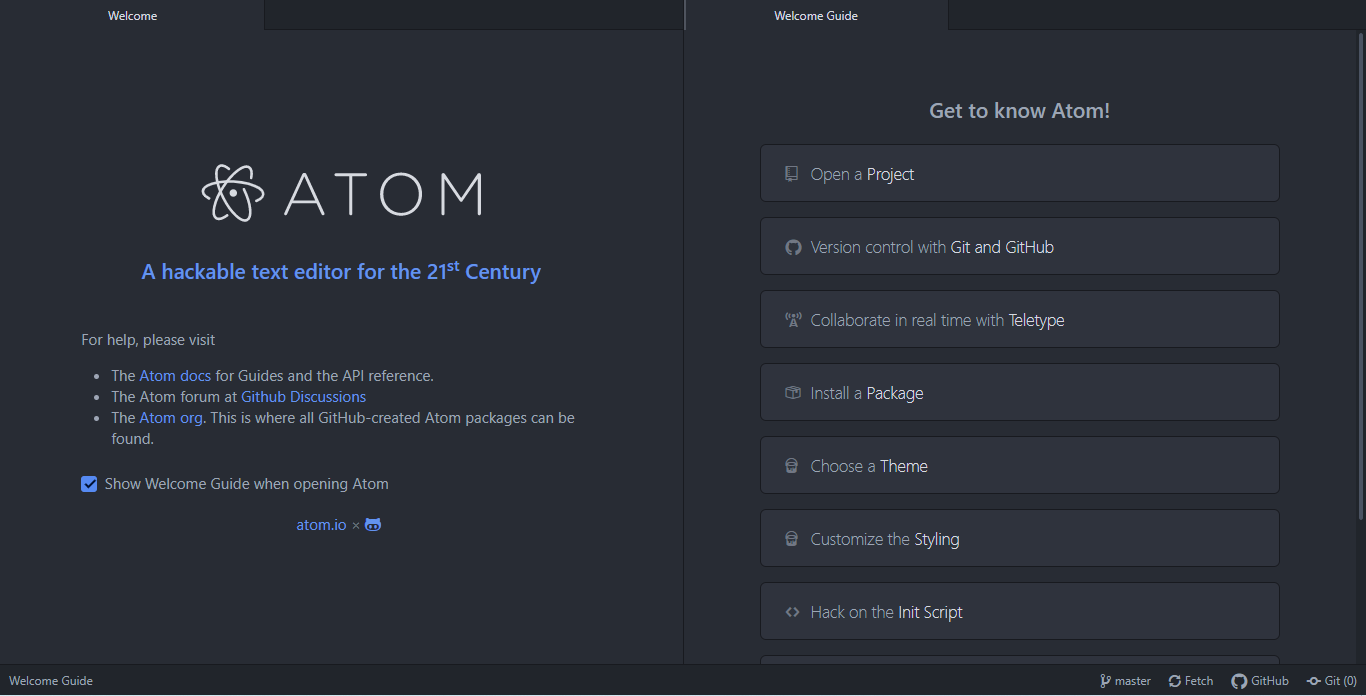 Welcome
Welcome Guide
ATOM
A hackable text editor for the 21st Century
For help, please visit
The Atom docs for Guides and the API reference.
The Atom forum at Github Discussions
The Atom org. This is where all GitHub-created Atom packages can be
found.
Show Welcome Guide when opening Atom
atom.io ×
Get to know Atom!
Open a Project
Version control with Git and GitHub
Collaborate in real time with Teletype
Install a Package
Choose a Theme
Customize the Styling
Hack on the Init Script
Welcome Guide
master
Fetch
GitHub
Git (0)